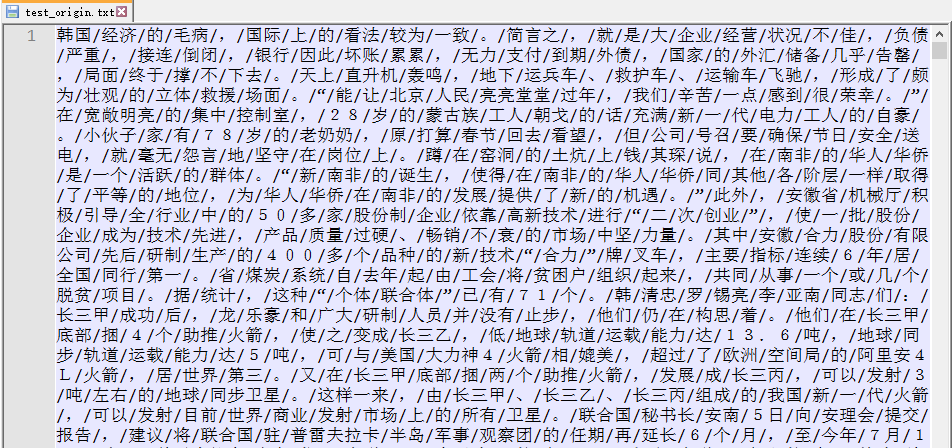 test_origin.txt
1
韩国/经济/的/毛病/，/国际/上/的/看法/较为/一致/。/简言之/，/就/是/大/企业/经营/状况/不/佳/，/负债
/严重/，/接连/倒闭/，/银行/因此/坏账/累累/，/无力/支付/到期/外债/，/国家/的/外汇/储备/几乎/告罄/
，/局面/终于/撑/不/下去/。/天上/直升机/轰鸣/，/地下/运兵车/、/救护车/、/运输车/飞驰/，/形成/了/颇
为/壮观/的/立体/救援/场面/。/“/能/让/北京/人民/亮亮堂堂/过年/，/我们/辛苦/一点/感到/很/荣幸/。/”/
在/宽敞明亮/的/集中/控制室/，/２８/岁/的/蒙古族/工人/朝戈/的/话/充满/新/一/代/电力/工人/的/自豪/。
/小伙子/家/有/７８/岁/的/老奶奶/，/原/打算/春节/回去/看望/，/但/公司/号召/要/确保/节日/安全/送
电/，/就/毫无/怨言/地/坚守/在/岗位/上/。/蹲/在/窑洞/的/土炕/上/钱/其琛/说/，/在/南非/的/华人/华侨
/是/一个/活跃/的/群体/。/“/新/南非/的/诞生/，/使得/在/南非/的/华人/华侨/同/其他/各/阶层/一样/取得
/了/平等/的/地位/，/为/华人/华侨/在/南非/的/发展/提供/了/新/的/机遇/。/”/此外/，/安徽省/机械厅/积
极/引导/全/行业/中/的/５０/多/家/股份制/企业/依靠/高新技术/进行/“/二/次/创业/”/，/使/一/批/股份/
企业/成为/技术/先进/，/产品/质量/过硬/、/畅销/不/衰/的/市场/中坚/力量/。/其中/安徽/合力/股份/有限
公司/先后/研制/生产/的/４００/多/个/品种/的/新/技术/“/合力/”/牌/叉车/，/主要/指标/连续/６/年/居/
全国/同行/第一/。/省/煤炭/系统/自/去年/起/由/工会/将/贫困户/组织/起来/，/共同/从事/一个/或/几/个/
脱贫/项目/。/据/统计/，/这种/“/个体/联合体/”/已/有/７１/个/。/韩/清忠/罗/锡亮/李/亚南/同志/们/：/
长三甲/成功/后/，/龙/乐豪/和/广大/研制/人员/并/没有/止步/，/他们/仍/在/构思/着/。/他们/在/长三甲/
底部/捆/４/个/助推/火箭/，/使/之/变成/长三乙/，/低/地球/轨道/运载/能力/达/１３．６/吨/，/地球/同
步/轨道/运载/能力/达/５/吨/，/可/与/美国/大力神４/火箭/相/媲美/，/超过/了/欧洲/空间局/的/阿里安４
Ｌ/火箭/，/居/世界/第三/。/又/在/长三甲/底部/捆/两/个/助推/火箭/，/发展/成/长三丙/，/可以/发射/３
/吨/左右/的/地球/同步卫星/。/这样一来/，/由/长三甲/、/长三乙/、/长三丙/组成/的/我国/新/一/代/火箭
/，/可以/发射/目前/世界/商业/发射/市场/上/的/所有/卫星/。/联合国/秘书长/安南/５日/向/安理会/提交/
报告/，/建议/将/联合国/驻/普雷夫拉卡/半岛/军事/观察团/的/任期/再/延长/６/个/月/，/至/今年/７月/１